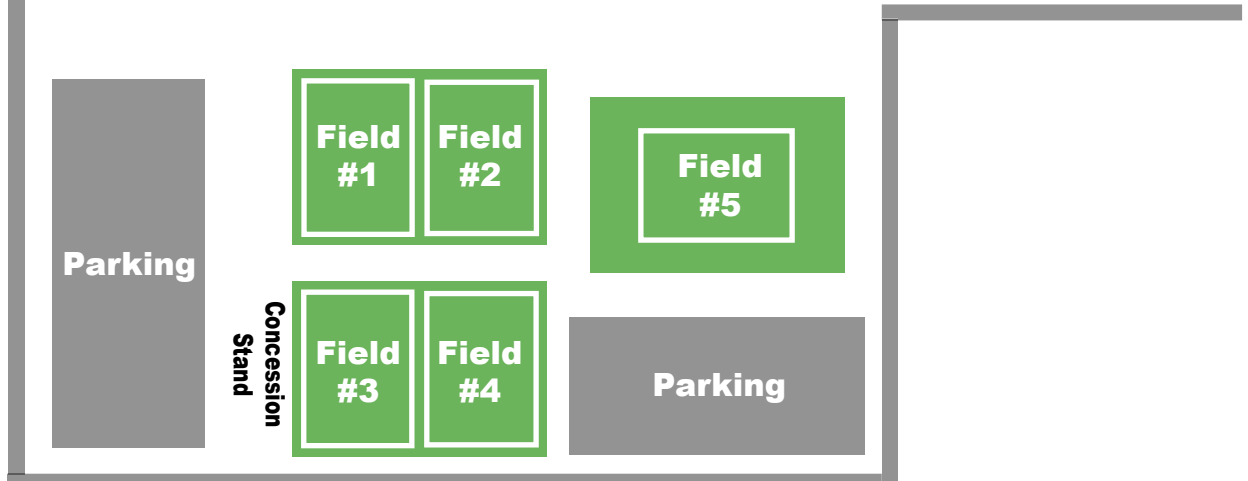 Field
#1
Field
#2
Field
#5
Parking
Concession
Stand
Field
#3
Field
#4
Parking